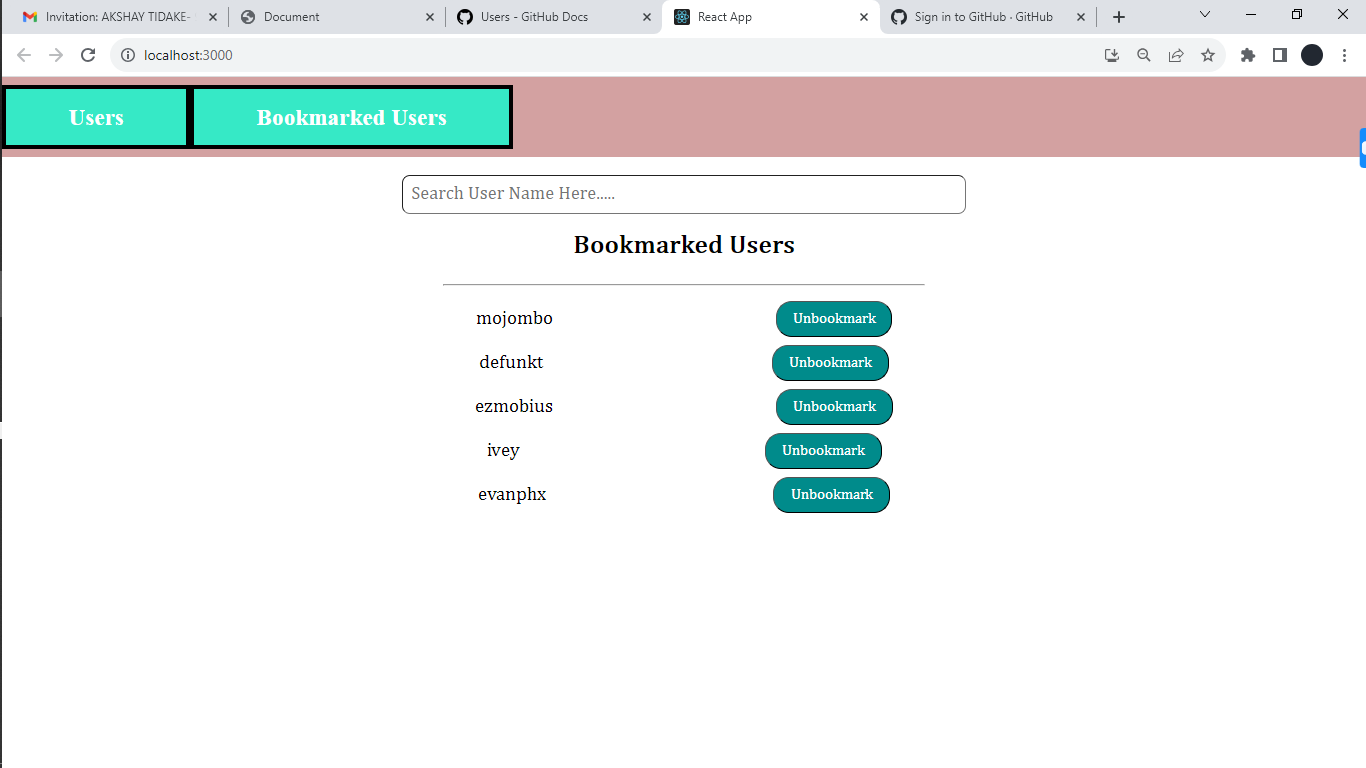 Invitation: AKSHAY TIDAKE-
Document
Users - GitHub Docs
React App
Sign in to GitHub · GitHub
localhost:3000
Users
Bookmarked Users
Search User Name Here.....
Bookmarked Users
mojombo Unbookmark
defunkt Unbookmark
ezmobius Unbookmark
ivey Unbookmark
evanphx Unbookmark